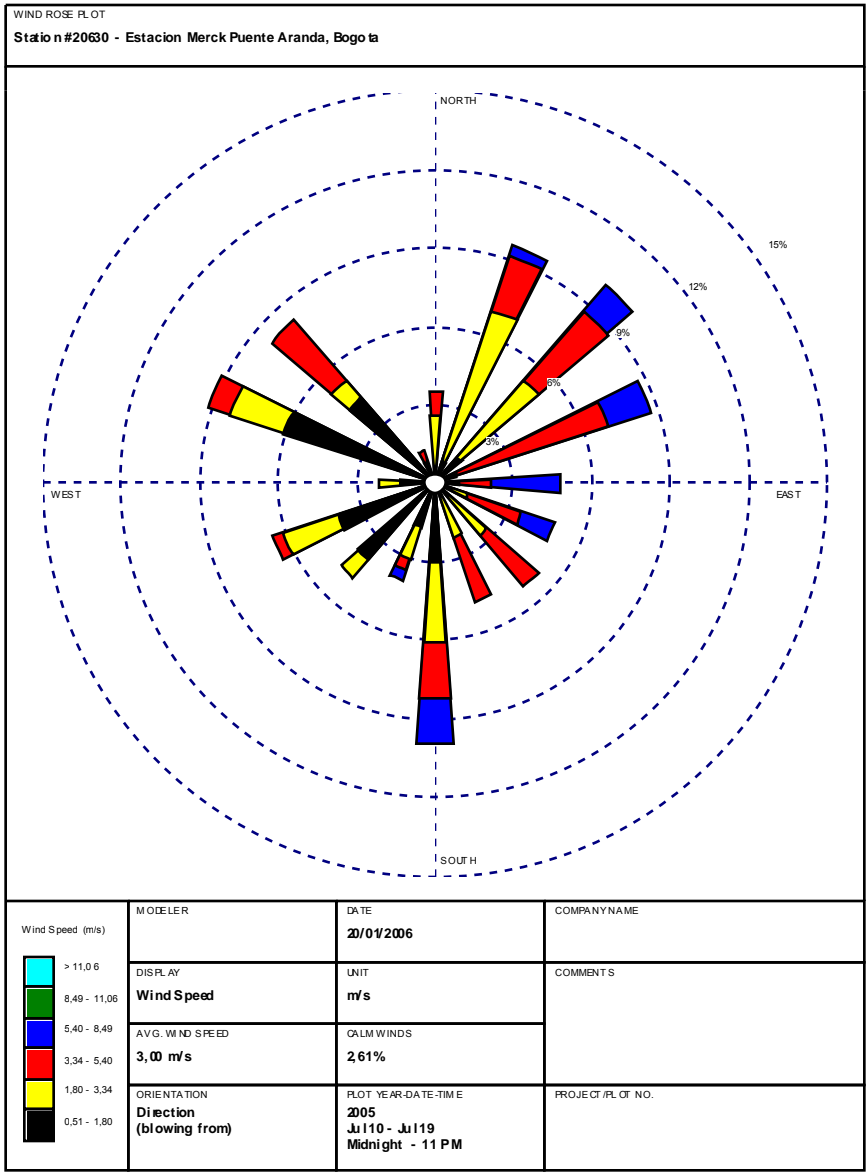 WIND ROSE PLOT
Station #20630 - Estacion Merck Puente Aranda, Bogota
NORTH
15%
12%
9%
6%
3%
WEST
EAST
SOUTH
Wind Speed (m/s)
> 11,06
8,49 - 11,06
5,40 - 8,49
3,34 - 5,40
1,80 - 3,34
0,51 - 1,80
MODELER
DATE
20/01/2006
COMPANY NAME
DISPLAY
Wind Speed
UNIT
m/s
COMMENTS
AVG. WIND SPEED
3,00 m/s
CALM WINDS
2,61%
ORIENTATION
Direction
(blowing from)
PLOT YEAR-DATE-TIME
2005
Jul 10 - Jul 19
Midnight - 11 PM
PROJECT/PLOT NO.